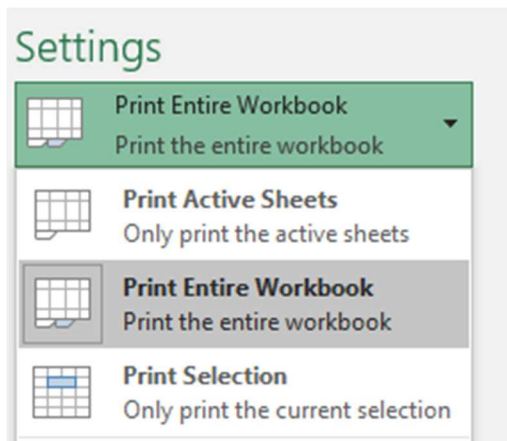 Settings
Print Entire Workbook
Print the entire workbook
Print Active Sheets
Only print the active sheets
Print Entire Workbook
Print the entire workbook
Print Selection
Only print the current selection